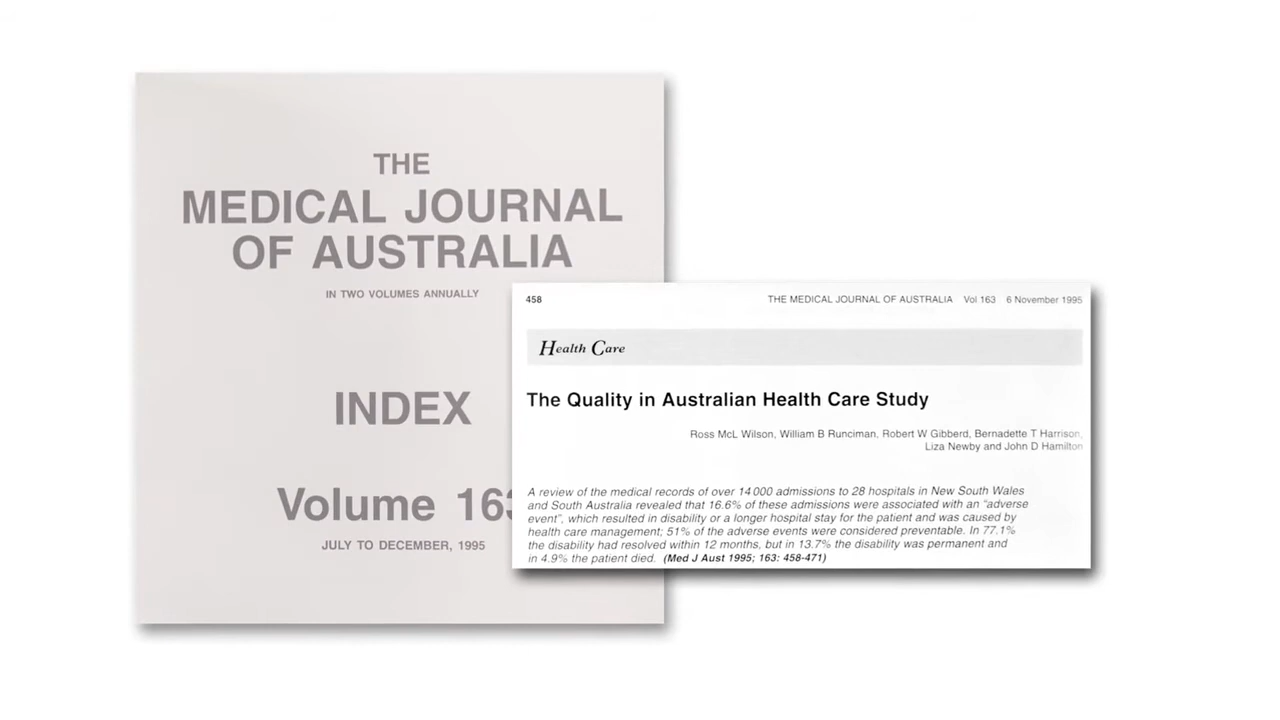 THE
MEDICAL JOURNAL
OF AUSTRALIA
IN TWO VOLUMES ANNUALLY
INDEX
Volume 163
JULY TO DECEMBER, 1995
458 THE MEDICAL JOURNAL OF AUSTRALIA Vol 163 6 November 1995
Health Care
The Quality in Australian Health Care Study
Ross McL Wilson, William B Runciman, Robert W Gibberd, Bernadette T Harrison,
Liza Newby and John D Hamilton
A review of the medical records of over 14 000 admissions to 28 hospitals in New South Wales
and South Australia revealed that 16.6% of these admissions were associated with an “adverse
event”, which resulted in disability or a longer hospital stay for the patient and was caused by
health care management; 51% of the adverse events were considered preventable. In 77.1%
the disability had resolved within 12 months, but in 13.7% the disability was permanent and
in 4.9% the patient died. (Med J Aust 1995; 163: 458-471)